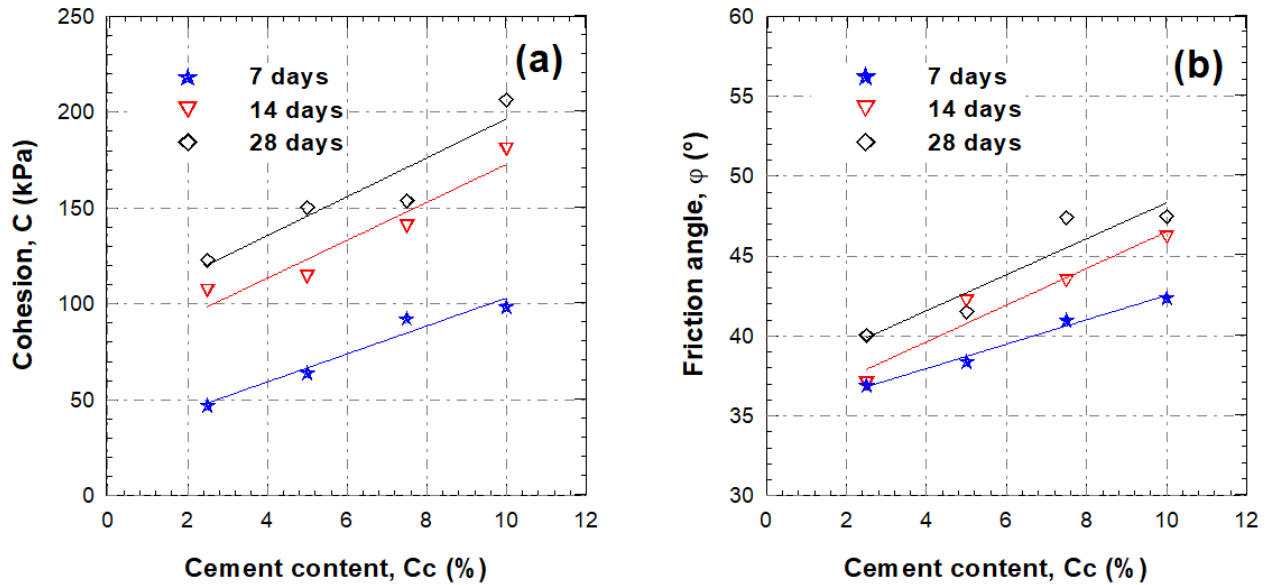 (a)
7 days
14 days
28 days
250
200
150
100
50
0
0 2 4 6 8 10 12
Cohesion, C (kPa)
Cement content, Cc (%)
(b)
7 days
14 days
28 days
60
55
50
45
40
35
30
0 2 4 6 8 10 12
Friction angle, φ (°)
Cement content, Cc (%)